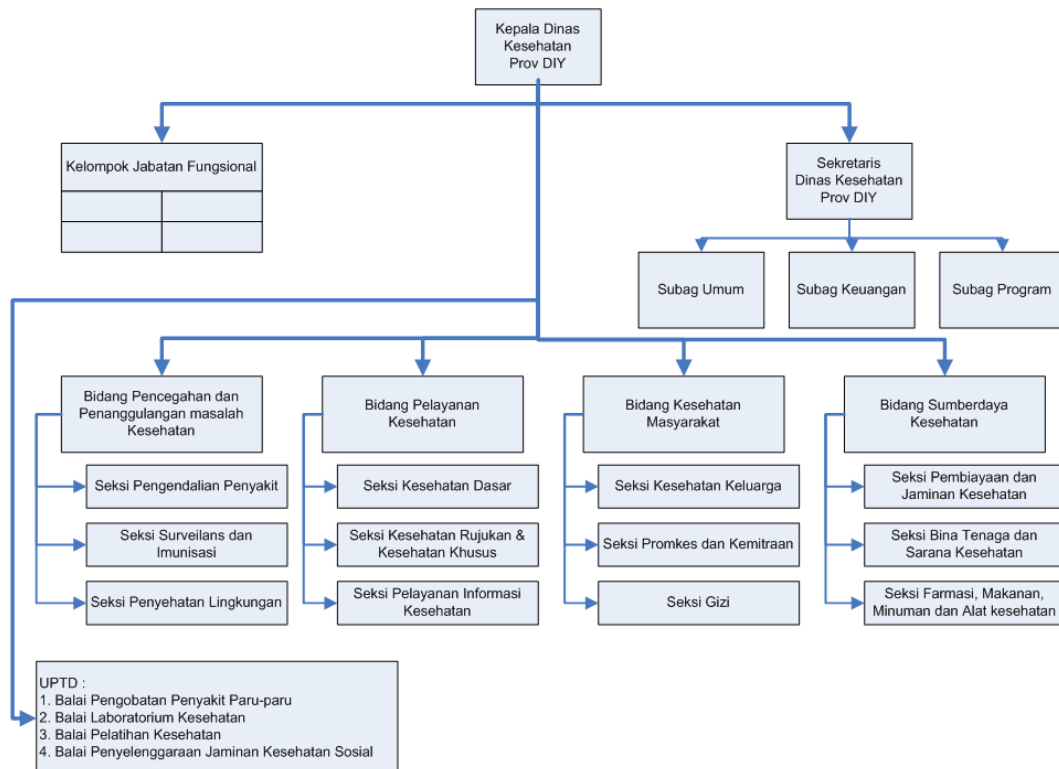 Kepala Dinas
Kesehatan
Prov DIY
Kelompok Jabatan Fungsional
Sekretaris
Dinas Kesehatan
Prov DIY
Subag Umum
Subag Keuangan
Subag Program
Bidang Pencegahan dan
Penanggulangan masalah
Kesehatan
Bidang Pelayanan
Kesehatan
Bidang Kesehatan
Masyarakat
Bidang Sumberdaya
Kesehatan
Seksi Pengendalian Penyakit
Seksi Kesehatan Dasar
Seksi Kesehatan Keluarga
Seksi Pembiayaan dan
Jaminan Kesehatan
Seksi Surveilans dan
Imunisasi
Seksi Kesehatan Rujukan &
Kesehatan Khusus
Seksi Promkes dan Kemitraan
Seksi Bina Tenaga dan
Sarana Kesehatan
Seksi Penyehatan Lingkungan
Seksi Pelayanan Informasi
Kesehatan
Seksi Gizi
Seksi Farmasi, Makanan,
Minuman dan Alat kesehatan
UPTD :
1. Balai Pengobatan Penyakit Paru-paru
2. Balai Laboratorium Kesehatan
3. Balai Pelatihan Kesehatan
4. Balai Penyelenggaraan Jaminan Kesehatan Sosial